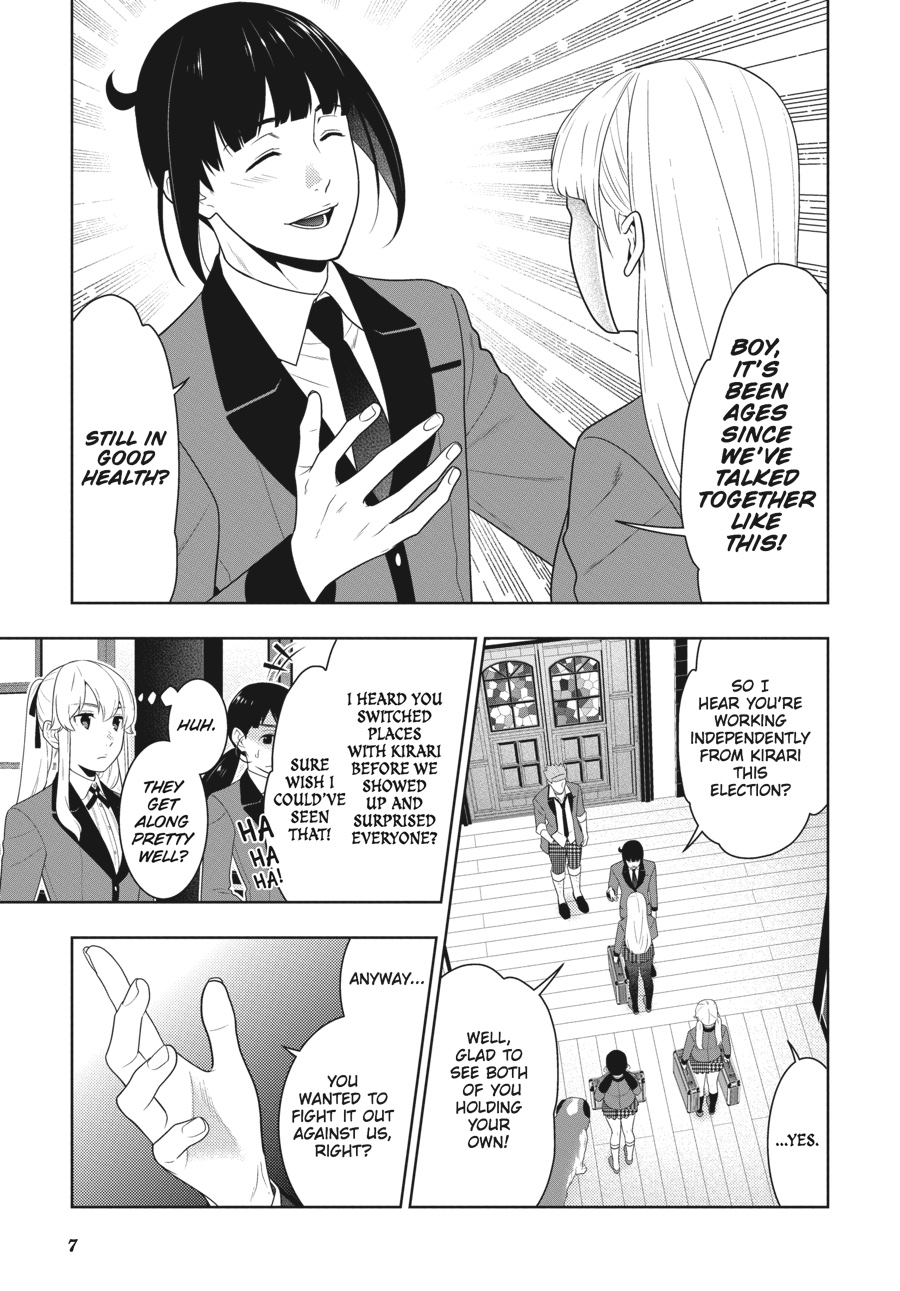 BOY,
IT'S
BEEN
AGES
SINCE
WE'VE
TALKED
TOGETHER
LIKE
THIS!
STILL IN
GOOD
HEALTH?
SO I
HEAR YOU'RE
WORKING
INDEPENDENTLY
FROM KIRARI
THIS
ELECTION?
...YES.
WELL,
GLAD TO
SEE BOTH
OF YOU
HOLDING
YOUR
OWN!
I HEARD YOU
SWITCHED
PLACES
WITH KIRARI
BEFORE WE
SHOWED
UP AND
SURPRISED
EVERYONE?
SURE
WISH I
COULD'VE
SEEN
THAT!
HA
HA
HA!
HUH.
THEY
GET
ALONG
PRETTY
WELL?
ANYWAY...
YOU
WANTED TO
FIGHT IT OUT
AGAINST US,
RIGHT?
7